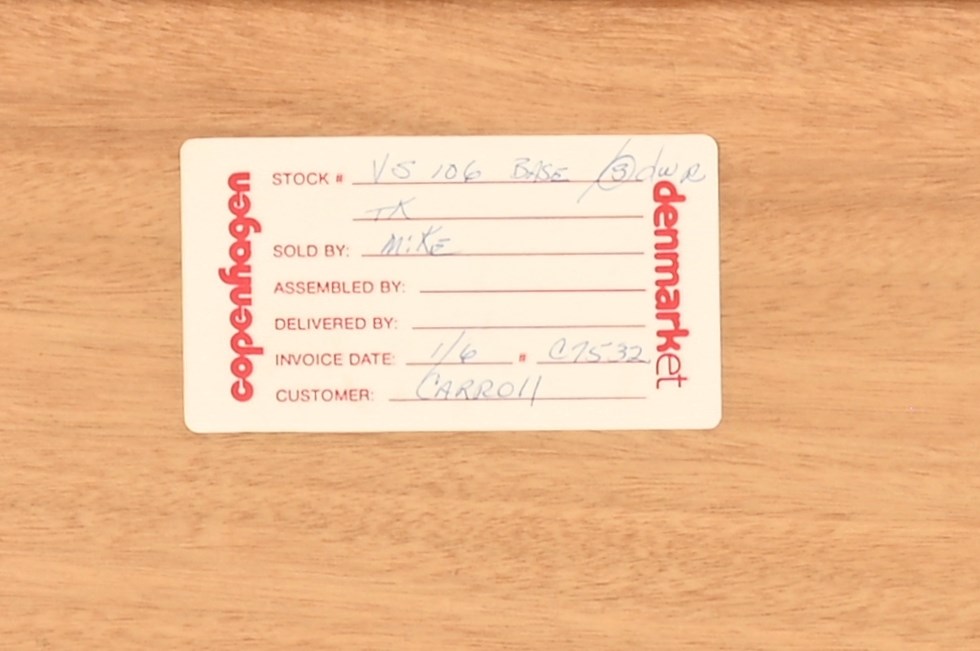 copenhagen
STOCK # VS 106 BASE / (3) dwR
TK
SOLD BY: MiKE
ASSEMBLED BY:
DELIVERED BY:
INVOICE DATE: 1/6 # C7532
CUSTOMER: CARROll
denmarket